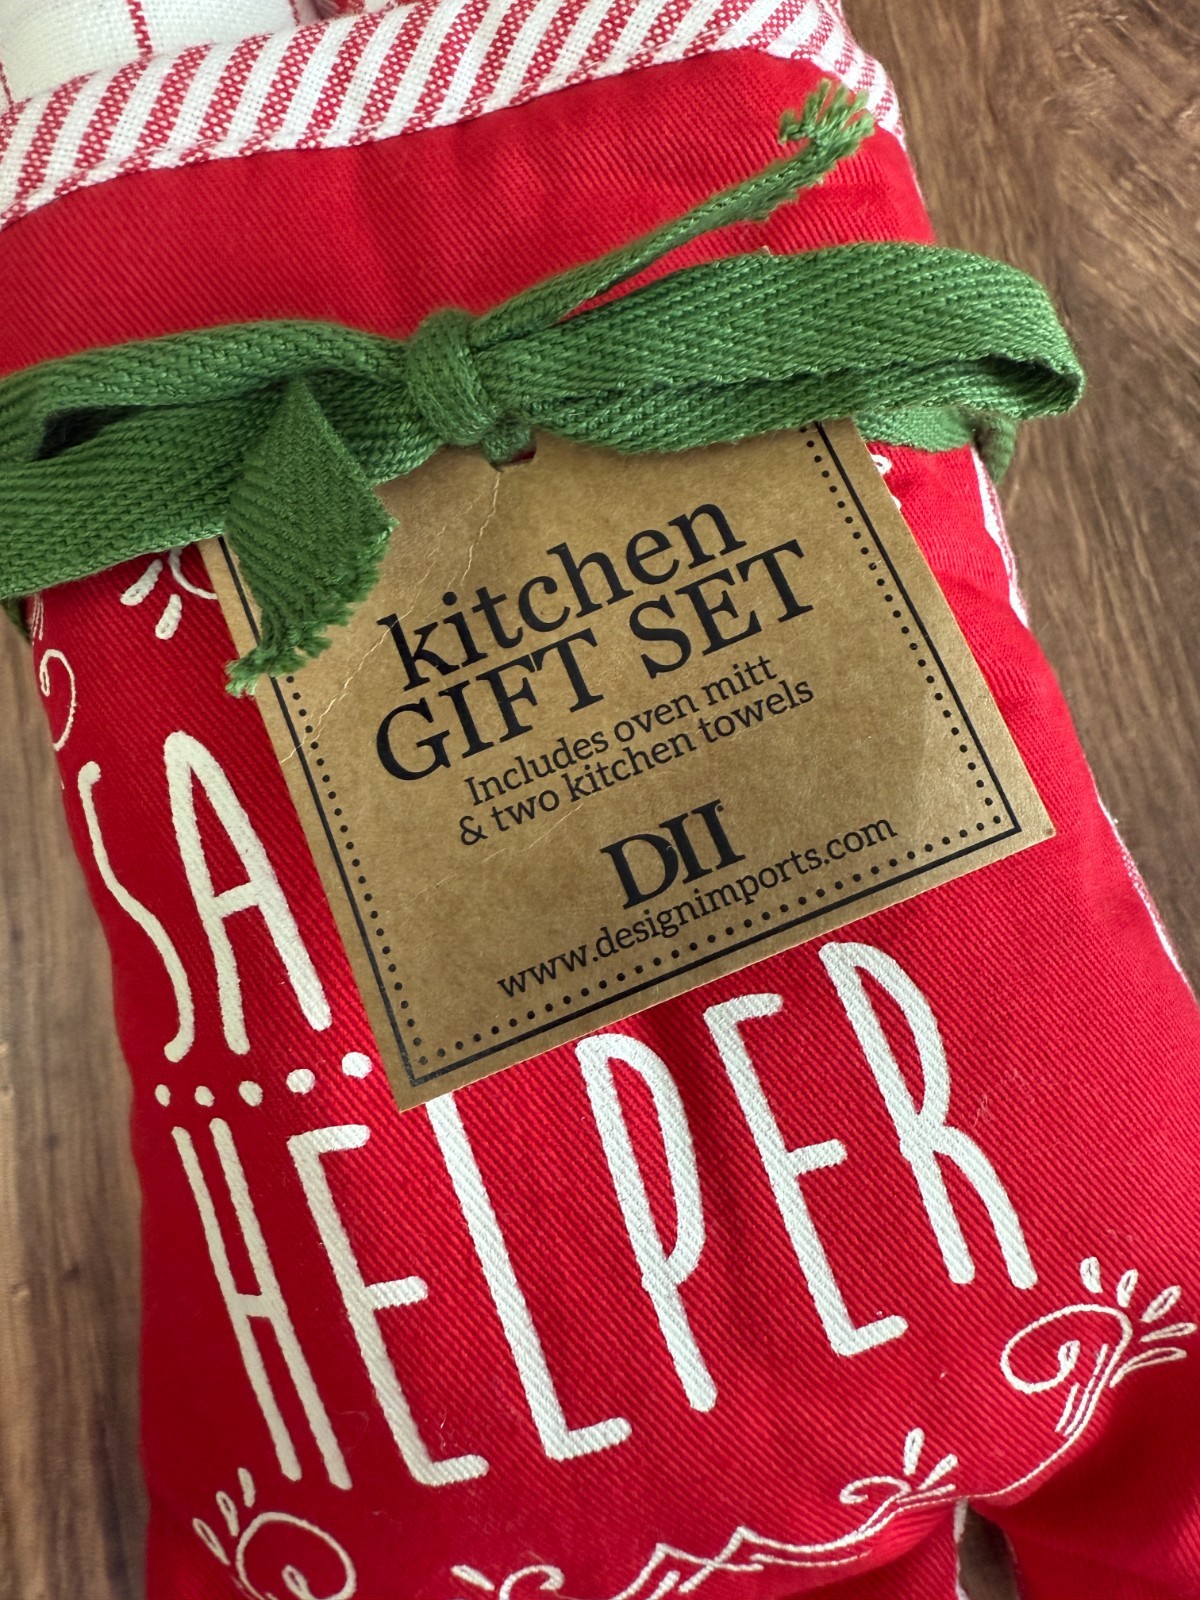 kitchen
GIFT SET
Includes oven mitt
& two kitchen towels
DII
www.designimports.com
SA
HELPER